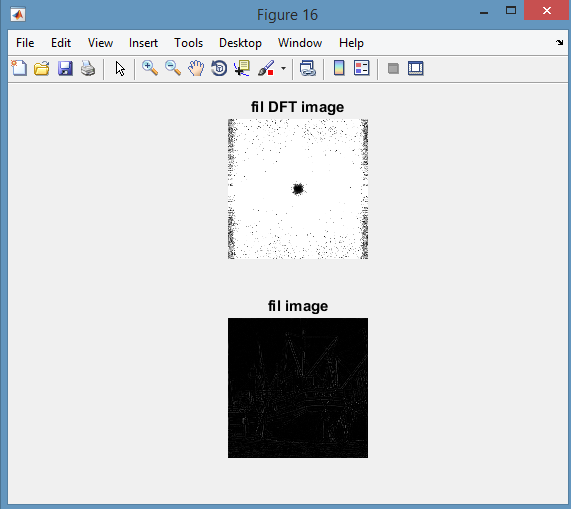 Figure 16
File Edit View Insert Tools Desktop Window Help
fil DFT image
fil image